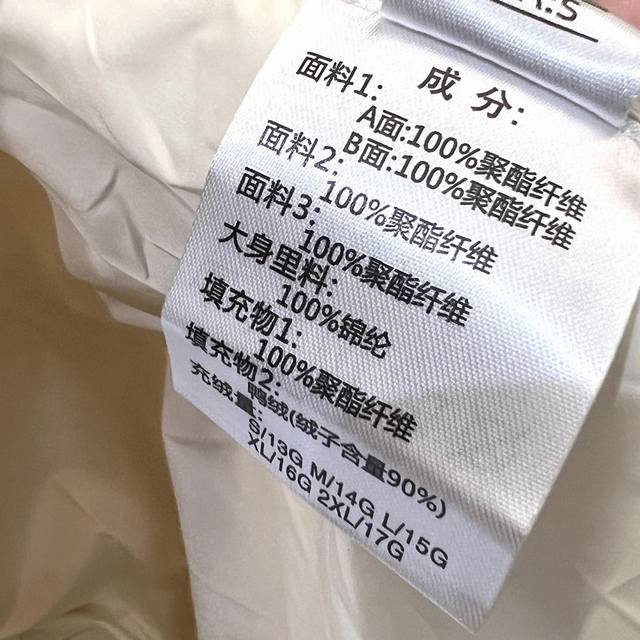 成 分:
面料1:
A面:100%聚酯纤维
B面:100%聚酯纤维
面料2:
100%聚酯纤维
面料3:
100%聚酯纤维
大身里料:
100%锦纶
填充物1:
100%聚酯纤维
填充物2:
鸭绒(绒子含量90%)
充绒量:
S/13G M/14G L/15G
XL/16G 2XL/17G